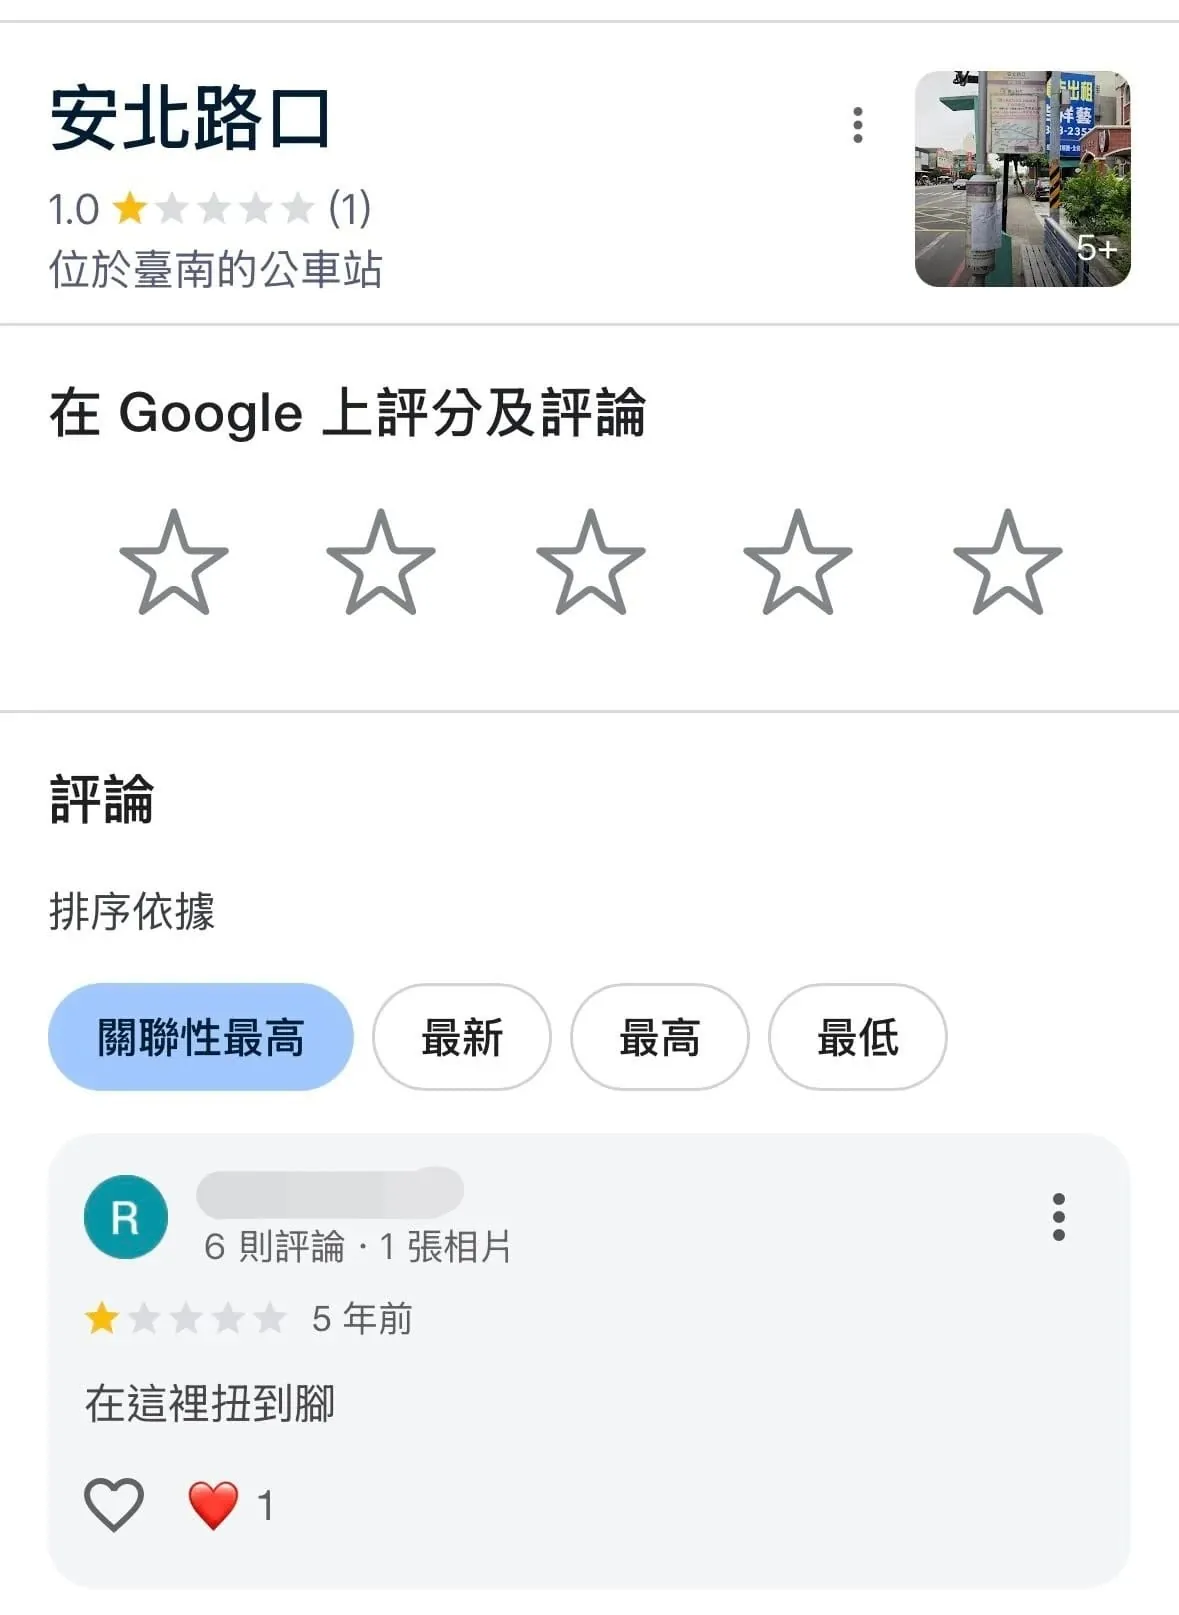 安北路口
1.0 (1)
位於臺南的公車站
5+
在 Google 上評分及評論
評論
排序依據
關聯性最高 最新 最高 最低
R
6 則評論·1 張相片
5 年前
在這裡扭到腳
1